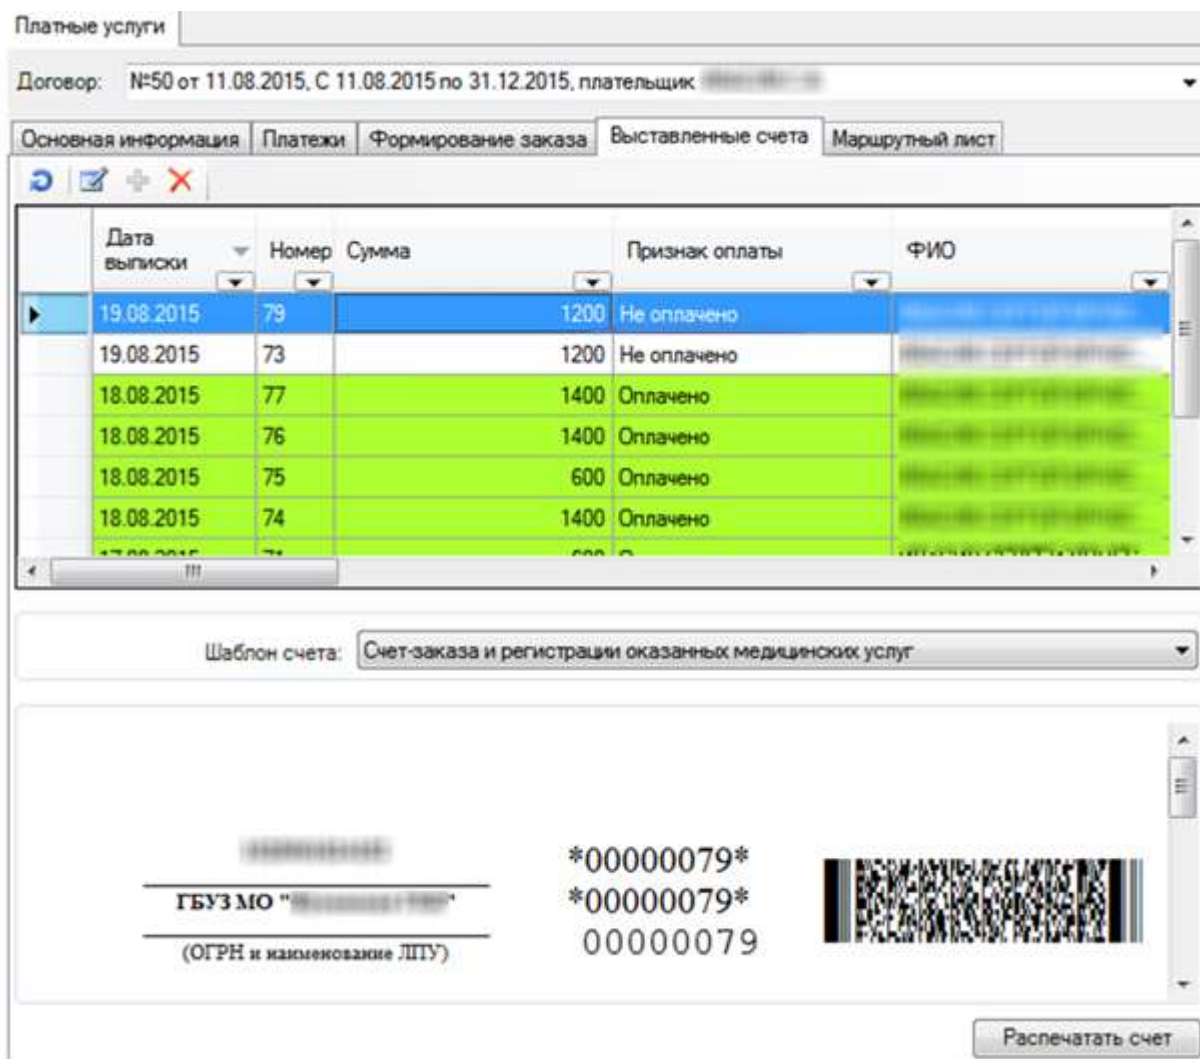 Платные услуги
Договор: №50 от 11.08.2015, С 11.08.2015 по 31.12.2015, плательщик
Основная информация Платежи Формирование заказа Выставленные счета Маршрутный лист
Дата выписки Номер Сумма Признак оплаты ФИО
19.08.2015 79 1200 Не оплачено
19.08.2015 73 1200 Не оплачено
18.08.2015 77 1400 Оплачено
18.08.2015 76 1400 Оплачено
18.08.2015 75 600 Оплачено
18.08.2015 74 1400 Оплачено
Шаблон счета: Счет-заказа и регистрации оказанных медицинских услуг
*00000079*
ГБУЗ МО "
*00000079*
(ОГРН и наименование ЛПУ)
00000079
Распечатать счет